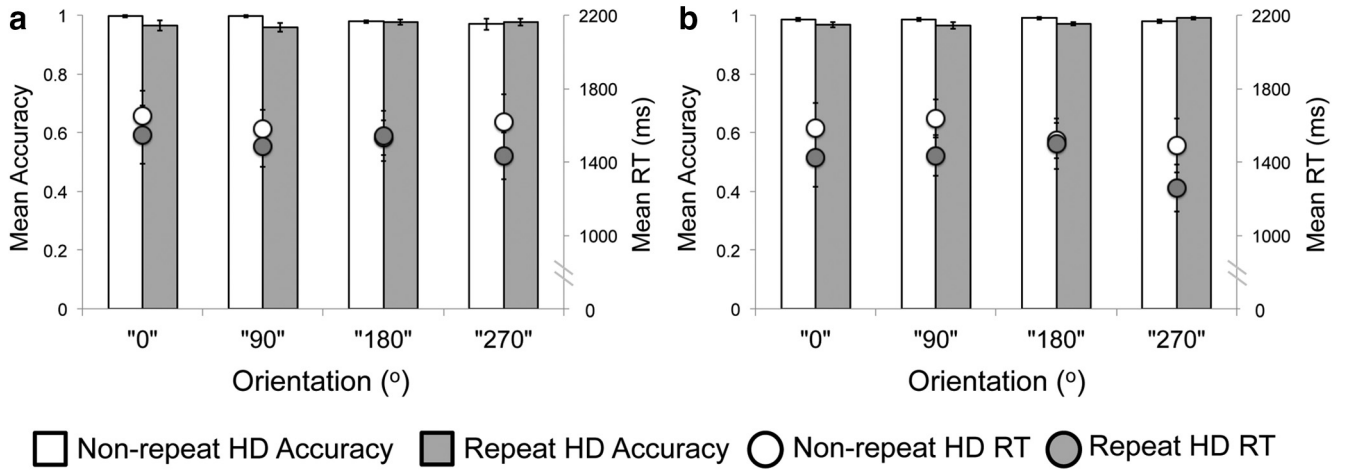 a
b
1
0.8
0.6
0.4
0.2
0
Mean Accuracy
2200
1800
1400
1000
0
Mean RT (ms)
"0" "90" "180" "270"
Orientation (o)
1
0.8
0.6
0.4
0.2
0
Mean Accuracy
2200
1800
1400
1000
0
Mean RT (ms)
"0" "90" "180" "270"
Orientation (o)
Non-repeat HD Accuracy Repeat HD Accuracy Non-repeat HD RT Repeat HD RT